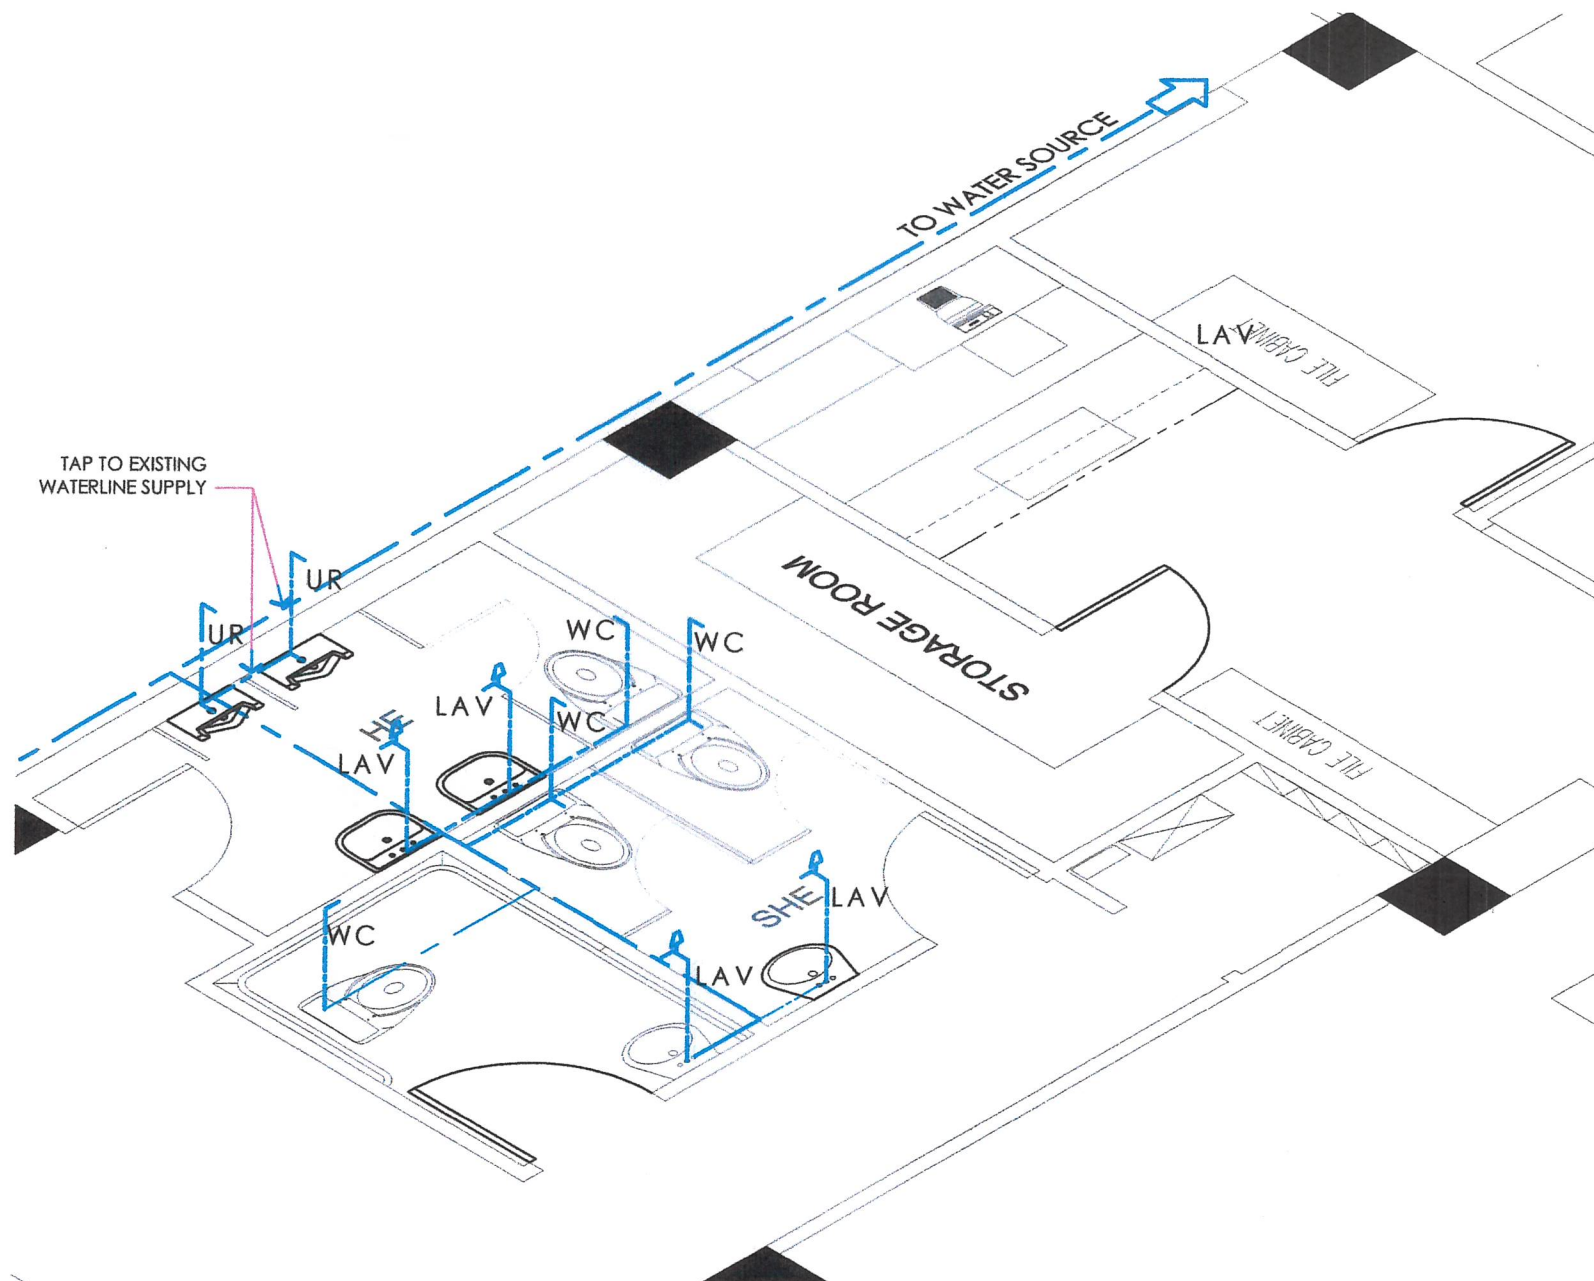 TO WATER SOURCE
LAV
FILE CABINET
TAP TO EXISTING
WATERLINE SUPPLY
UR
UR
WC
WC
STORAGE ROOM
HE
LAV
WC
LAV
FILE CABINET
SHE
LAV
WC
LAV